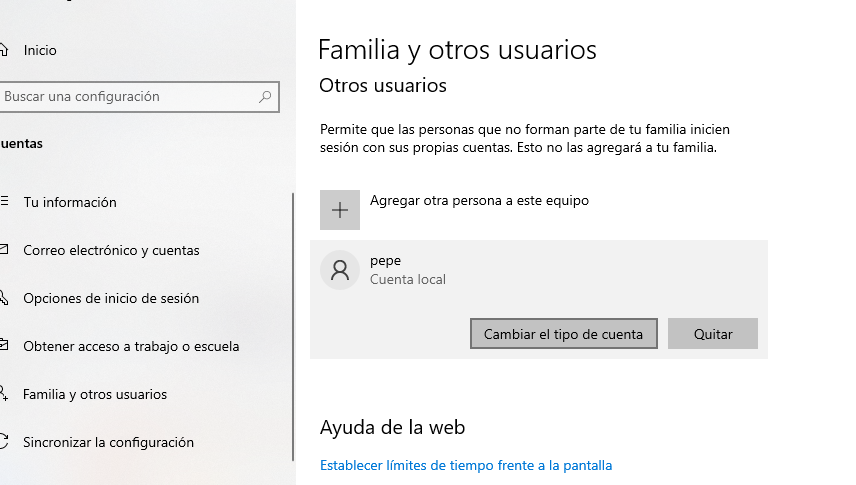 Inicio
Buscar una configuración
uentas
Tu información
Correo electrónico y cuentas
Opciones de inicio de sesión
Obtener acceso a trabajo o escuela
Familia y otros usuarios
Sincronizar la configuración
Familia y otros usuarios
Otros usuarios
Permite que las personas que no forman parte de tu familia inicien
sesión con sus propias cuentas. Esto no las agregará a tu familia.
Agregar otra persona a este equipo
pepe
Cuenta local
Cambiar el tipo de cuenta
Quitar
Ayuda de la web
Establecer límites de tiempo frente a la pantalla